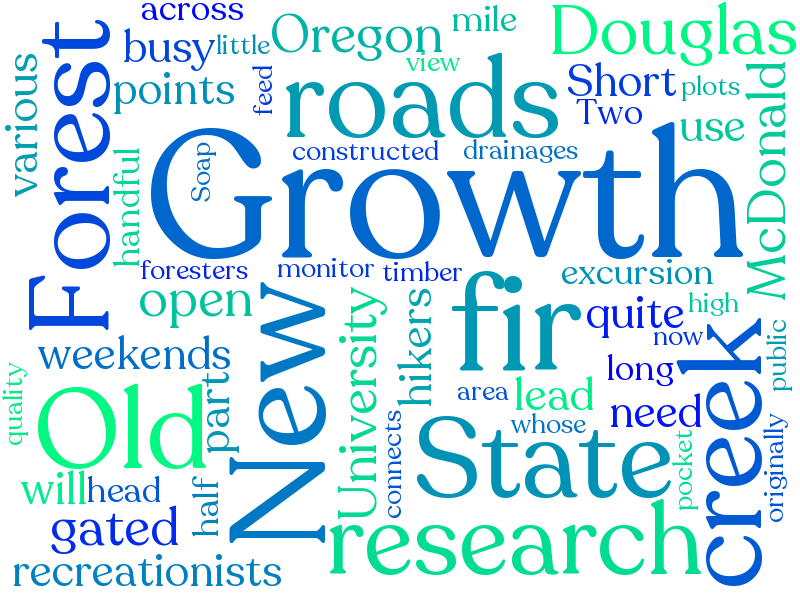 across
mile
Oregon
Douglas
busy
little
various
Forest
points
feed
view
roads
Short
plots
Two
use
McDonald
constructed
drainages
handful
Soap
Growth
foresters
monitor
timber
excursion
open
New
University
hikers
fir
quite
high
now
creek
public
weekends
quality
Old
part
long
area
lead
need
whose
connects
State
pocket
originally
will
head
half
gated
research
recreationists